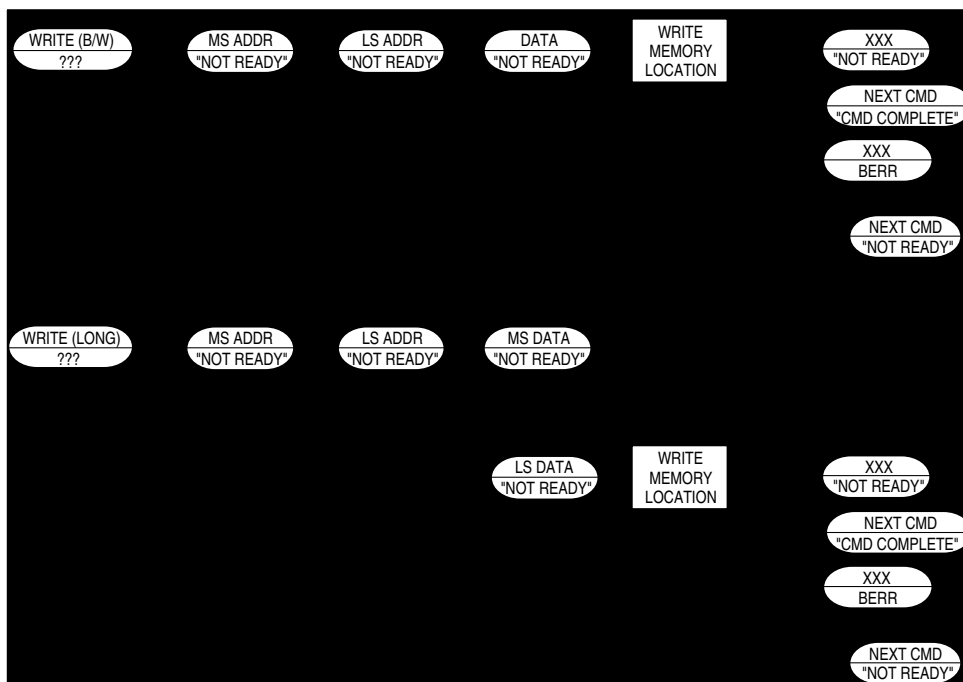 WRITE (B/W)
???
MS ADDR
"NOT READY"
LS ADDR
"NOT READY"
DATA
"NOT READY"
WRITE
MEMORY
LOCATION
XXX
"NOT READY"
NEXT CMD
"CMD COMPLETE"
XXX
BERR
NEXT CMD
"NOT READY"
WRITE (LONG)
???
MS ADDR
"NOT READY"
LS ADDR
"NOT READY"
MS DATA
"NOT READY"
LS DATA
"NOT READY"
WRITE
MEMORY
LOCATION
XXX
"NOT READY"
NEXT CMD
"CMD COMPLETE"
XXX
BERR
NEXT CMD
"NOT READY"